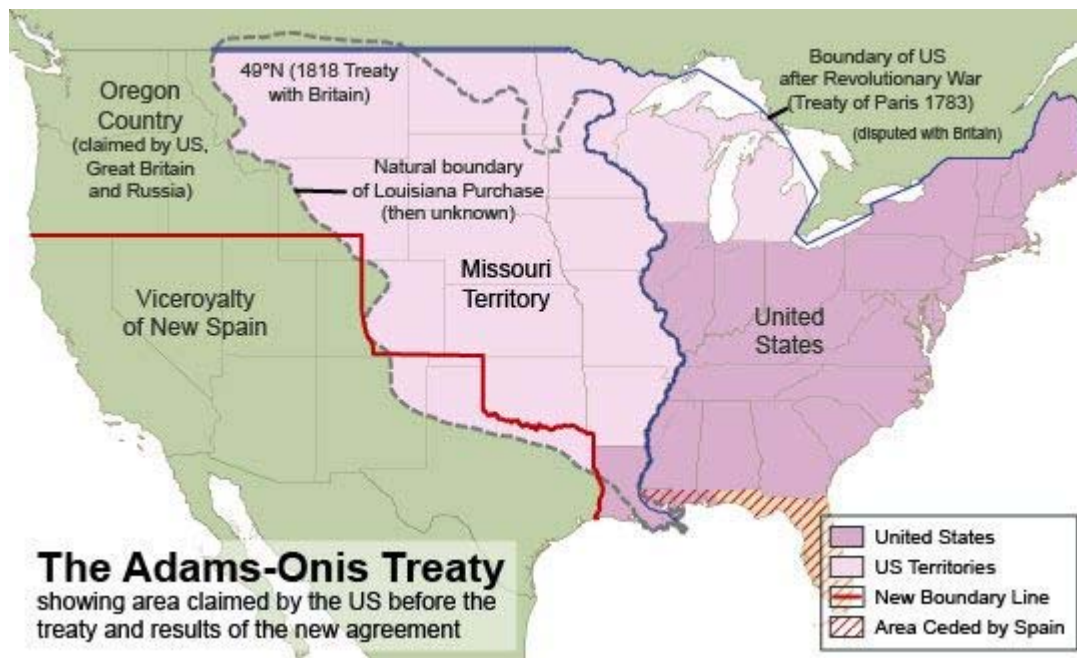 49°N (1818 Treaty
with Britain)
Boundary of US
after Revolutionary War
(Treaty of Paris 1783)
(disputed with Britain)
Oregon
Country
(claimed by US,
Great Britain
and Russia)
Natural boundary
of Louisiana Purchase
(then unknown)
Missouri
Territory
Viceroyalty
of New Spain
United
States
The Adams-Onis Treaty
showing area claimed by the US before the
treaty and results of the new agreement
United States
US Territories
New Boundary Line
Area Ceded by Spain